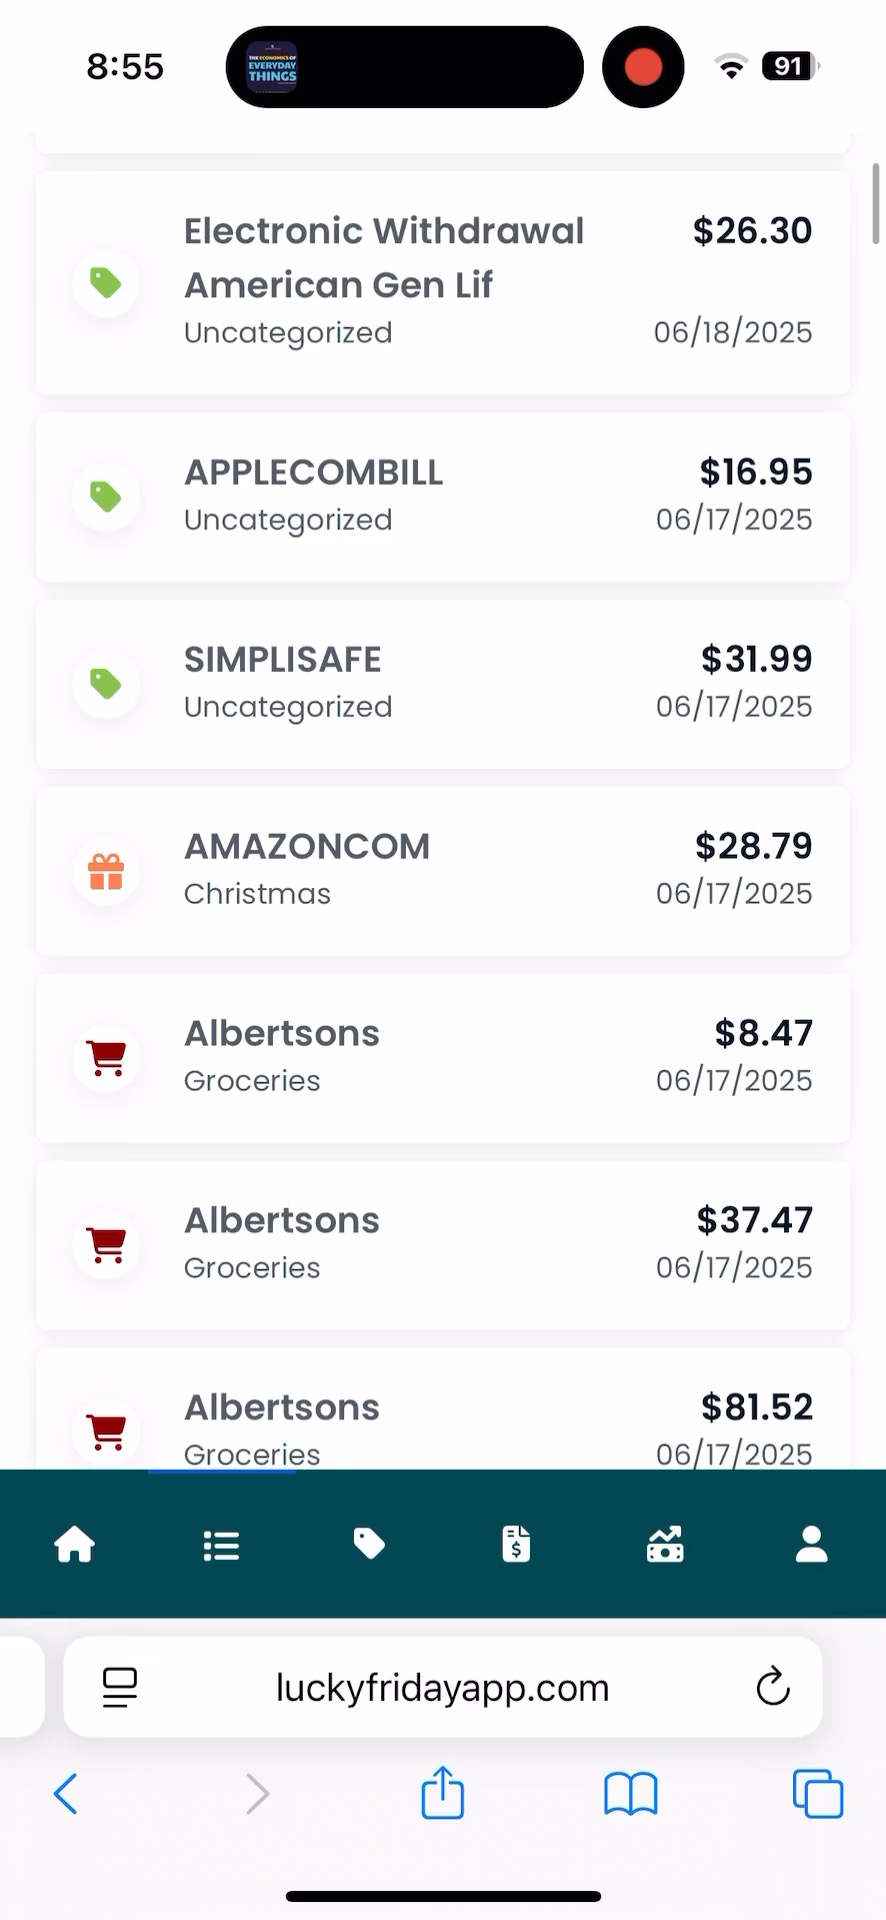 8:55
THE ECONOMICS OF
EVERYDAY
THINGS
91
Electronic Withdrawal $26.30
American Gen Lif
Uncategorized 06/18/2025
APPLECOMBILL $16.95
Uncategorized 06/17/2025
SIMPLISAFE $31.99
Uncategorized 06/17/2025
AMAZONCOM $28.79
Christmas 06/17/2025
Albertsons $8.47
Groceries 06/17/2025
Albertsons $37.47
Groceries 06/17/2025
Albertsons $81.52
Groceries 06/17/2025
luckyfridayapp.com